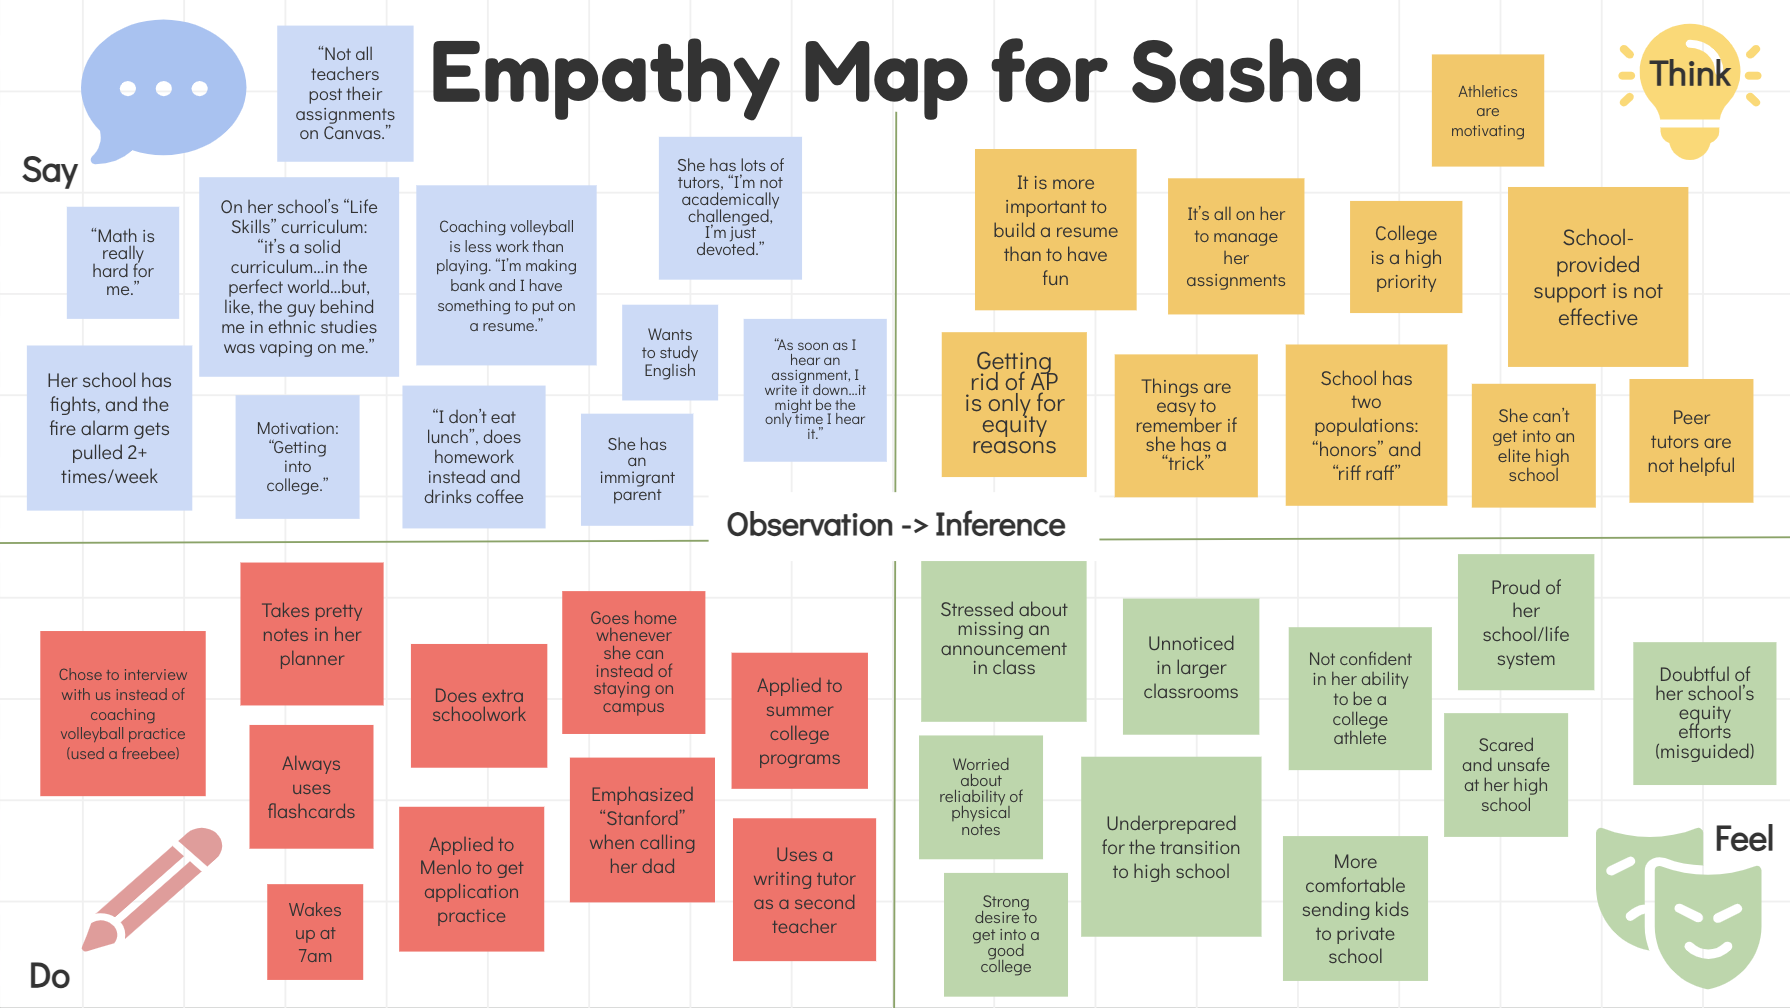 Empathy Map for Sasha
Say
“Not all
teachers
post their
assignments
on Canvas.”
“Math is
really
hard for
me.”
On her school’s “Life
Skills” curriculum:
“it’s a solid
curriculum...in the
perfect world...but,
like, the guy behind
me in ethnic studies
was vaping on me.”
Coaching volleyball
is less work than
playing. “I’m making
bank and I have
something to put on
a resume.”
She has lots of
tutors, “I’m not
academically
challenged,
I’m just
devoted.”
Her school has
fights, and the
fire alarm gets
pulled 2+
times/week
Motivation:
“Getting
into
college.”
“I don’t eat
lunch”, does
homework
instead and
drinks coffee
Wants
to study
English
She has
an
immigrant
parent
“As soon as I
hear an
assignment, I
write it down...it
might be the
only time I hear
it.”
Think
Athletics
are
motivating
It is more
important to
build a resume
than to have
fun
It’s all on her
to manage
her
assignments
College
is a high
priority
School-
provided
support is not
effective
Getting
rid of AP
is only for
equity
reasons
Things are
easy to
remember if
she has a
“trick”
School has
two
populations:
“honors” and
“riff raff”
She can’t
get into an
elite high
school
Peer
tutors are
not helpful
Observation -> Inference
Chose to interview
with us instead of
coaching
volleyball practice
(used a freebee)
Takes pretty
notes in her
planner
Does extra
schoolwork
Goes home
whenever
she can
instead of
staying on
campus
Applied to
summer
college
programs
Always
uses
flashcards
Applied to
Menlo to get
application
practice
Emphasized
“Stanford”
when calling
her dad
Uses a
writing tutor
as a second
teacher
Wakes
up at
7am
Do
Stressed about
missing an
announcement
in class
Unnoticed
in larger
classrooms
Not confident
in her ability
to be a
college
athlete
Proud of
her
school/life
system
Doubtful of
her school’s
equity
efforts
(misguided)
Worried
about
reliability of
physical
notes
Underprepared
for the transition
to high school
Scared
and unsafe
at her high
school
Strong
desire to
get into a
good
college
More
comfortable
sending kids
to private
school
Feel